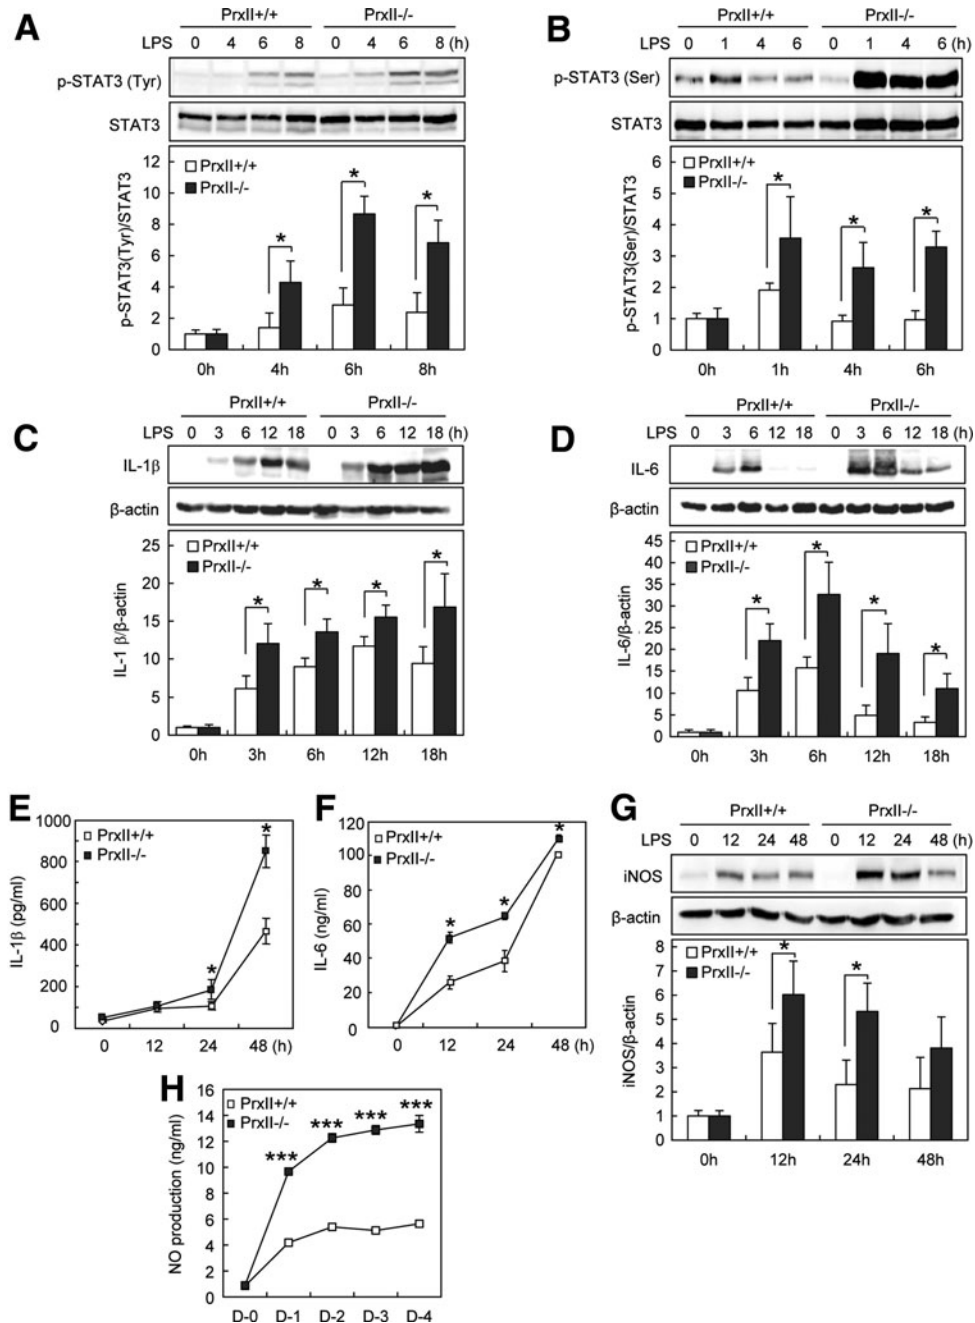 A
PrxII+/+ PrxII-/-
LPS 0 4 6 8 0 4 6 8 (h)
p-STAT3 (Tyr)
STAT3
12
10
8
6
4
2
0
p-STAT3(Tyr)/STAT3
PrxII+/+
PrxII-/-
* * *
0h 4h 6h 8h
B
PrxII+/+ PrxII-/-
LPS 0 1 4 6 0 1 4 6 (h)
p-STAT3 (Ser)
STAT3
6
5
4
3
2
1
0
p-STAT3(Ser)/STAT3
PrxII+/+
PrxII-/-
* * *
0h 1h 4h 6h
C
PrxII+/+ PrxII-/-
LPS 0 3 6 12 18 0 3 6 12 18 (h)
IL-1β
β-actin
25
20
15
10
5
0
IL-1 β/β-actin
PrxII+/+
PrxII-/-
* * * *
0h 3h 6h 12h 18h
D
PrxII+/+ PrxII-/-
LPS 0 3 6 12 18 0 3 6 12 18 (h)
IL-6
β-actin
45
40
35
30
25
20
15
10
5
0
IL-6/β-actin
PrxII+/+
PrxII-/-
* * * *
0h 3h 6h 12h 18h
E
1000
800
600
400
200
0
IL-1β (pg/ml)
PrxII+/+
PrxII-/-
* *
0 12 24 48 (h)
F
120
100
80
60
40
20
0
IL-6 (ng/ml)
PrxII+/+
PrxII-/-
* * *
0 12 24 48 (h)
G
PrxII+/+ PrxII-/-
LPS 0 12 24 48 0 12 24 48 (h)
iNOS
β-actin
8
7
6
5
4
3
2
1
0
iNOS/β-actin
PrxII+/+
PrxII-/-
* *
0h 12h 24h 48h
H
16
14
12
10
8
6
4
2
0
NO production (ng/ml)
PrxII+/+
PrxII-/-
*** *** *** ***
D-0 D-1 D-2 D-3 D-4